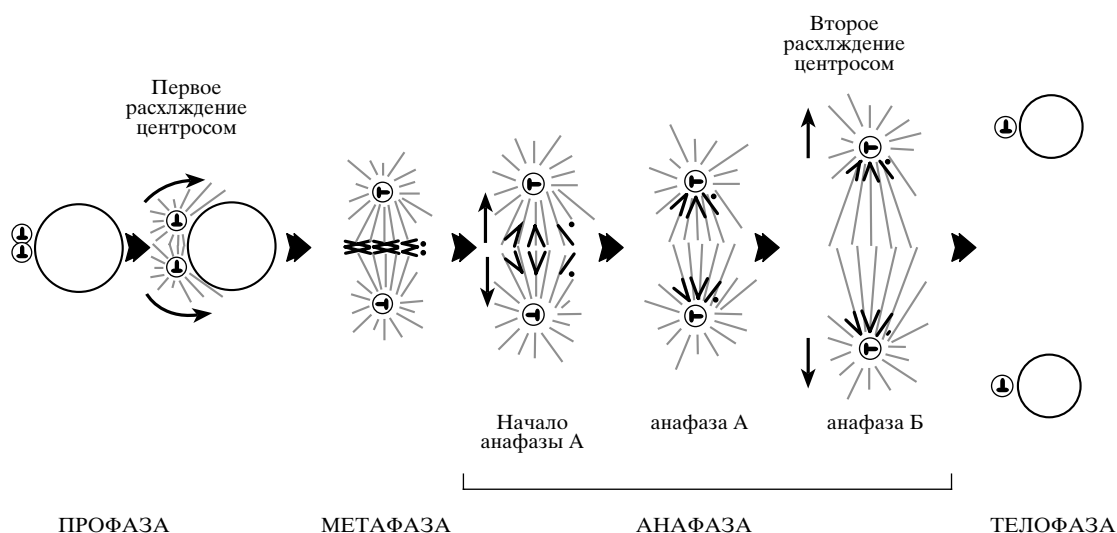 Второе
расхлждение
центросом
Первое
расхлждение
центросом
Начало
анафазы А
анафаза А
анафаза Б
ПРОФАЗА
МЕТАФАЗА
АНАФАЗА
ТЕЛОФАЗА